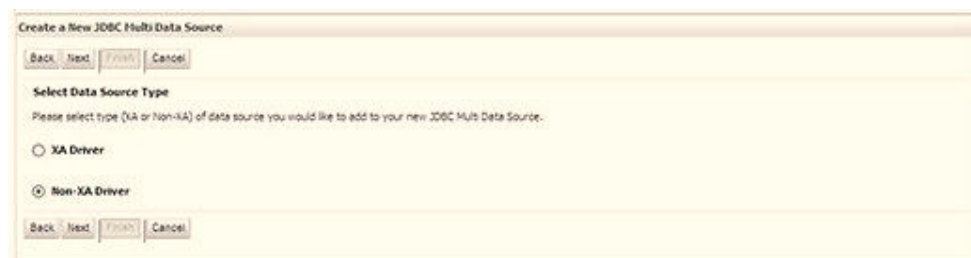 Create a New JDBC Multi Data Source
Back Next Finish Cancel
Select Data Source Type
Please select type (XA or Non-XA) of data source you would like to add to your new JDBC Multi Data Source.
XA Driver
Non-XA Driver
Back Next Finish Cancel